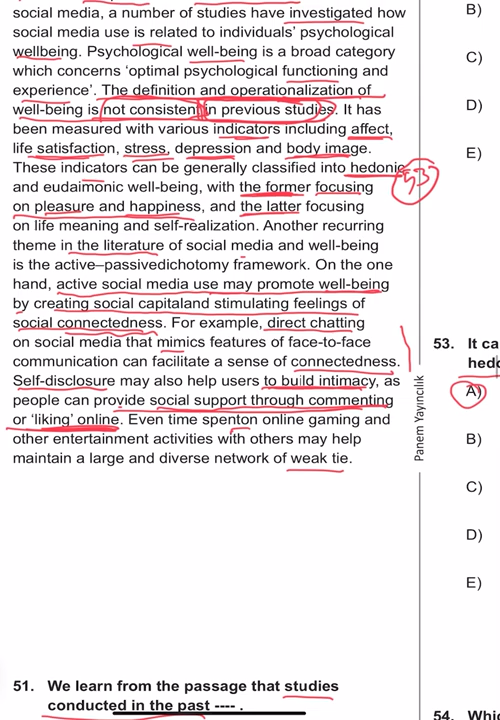 social media, a number of studies have investigated how
social media use is related to individuals' psychological
wellbeing. Psychological well-being is a broad category
which concerns 'optimal psychological functioning and
experience'. The definition and operationalization of
well-being is not consistent in previous studies. It has
been measured with various indicators including affect,
life satisfaction, stress, depression and body image.
These indicators can be generally classified into hedonic
and eudaimonic well-being, with the former focusing
on pleasure and happiness, and the latter focusing
on life meaning and self-realization. Another recurring
theme in the literature of social media and well-being
is the active–passivedichotomy framework. On the one
hand, active social media use may promote well-being
by creating social capitaland stimulating feelings of
social connectedness. For example, direct chatting
on social media that mimics features of face-to-face
communication can facilitate a sense of connectedness.
Self-disclosure may also help users to build intimacy, as
people can provide social support through commenting
or 'liking' online. Even time spenton online gaming and
other entertainment activities with others may help
maintain a large and diverse network of weak tie.
51. We learn from the passage that studies
conducted in the past ---- .
53
Panem Yayıncılık
B)
C)
D)
E)
53. It ca
hedo
A)
B)
C)
D)
E)
54. Whic